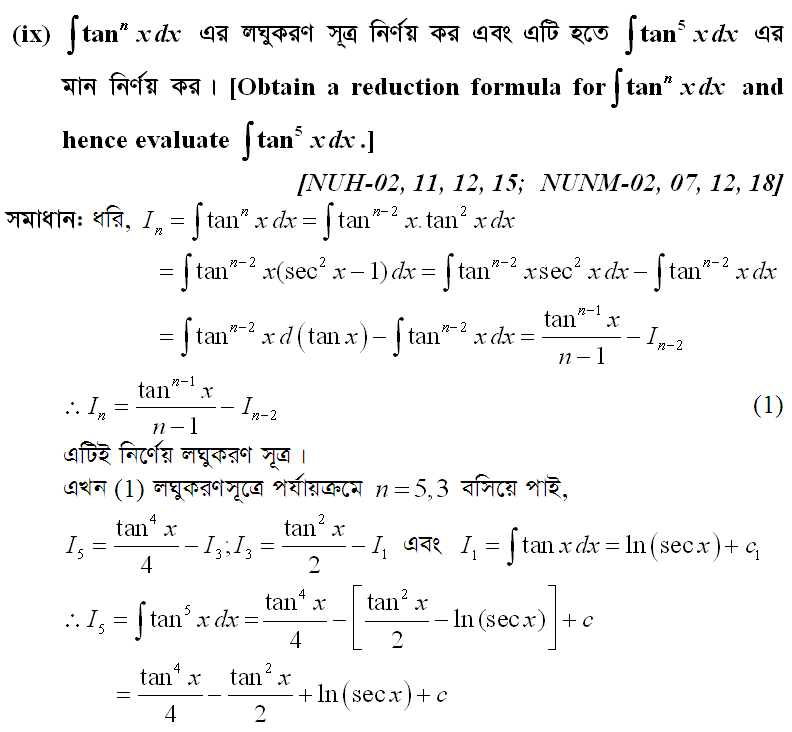 (ix) ∫tanⁿ x dx এর লঘুকরণ সূত্র নির্ণয় কর এবং এটি হতে ∫tan⁵ x dx এর
মান নির্ণয় কর। [Obtain a reduction formula for ∫tanⁿ x dx and
hence evaluate ∫tan⁵ x dx.]
[NUH-02, 11, 12, 15; NUNM-02, 07, 12, 18]
সমাধানঃ ধরি, Iₙ = ∫tanⁿ x dx = ∫tanⁿ⁻² x. tan² x dx
= ∫tanⁿ⁻² x(sec² x − 1) dx = ∫tanⁿ⁻² x sec² x dx − ∫tanⁿ⁻² x dx
= ∫tanⁿ⁻² x d(tan x) − ∫tanⁿ⁻² x dx = (tanⁿ⁻¹ x)/(n − 1) − Iₙ₋₂
∴ Iₙ = (tanⁿ⁻¹ x)/(n − 1) − Iₙ₋₂ (1)
এটিই নির্ণেয় লঘুকরণ সূত্র।
এখন (1) লঘুকরণসূত্রে পর্যায়ক্রমে n = 5, 3 বসিয়ে পাই,
I₅ = (tan⁴ x)/4 − I₃; I₃ = (tan² x)/2 − I₁ এবং I₁ = ∫tan x dx = ln(sec x) + c₁
∴ I₅ = ∫tan⁵ x dx = (tan⁴ x)/4 − [(tan² x)/2 − ln(sec x)] + c
= (tan⁴ x)/4 − (tan² x)/2 + ln(sec x) + c